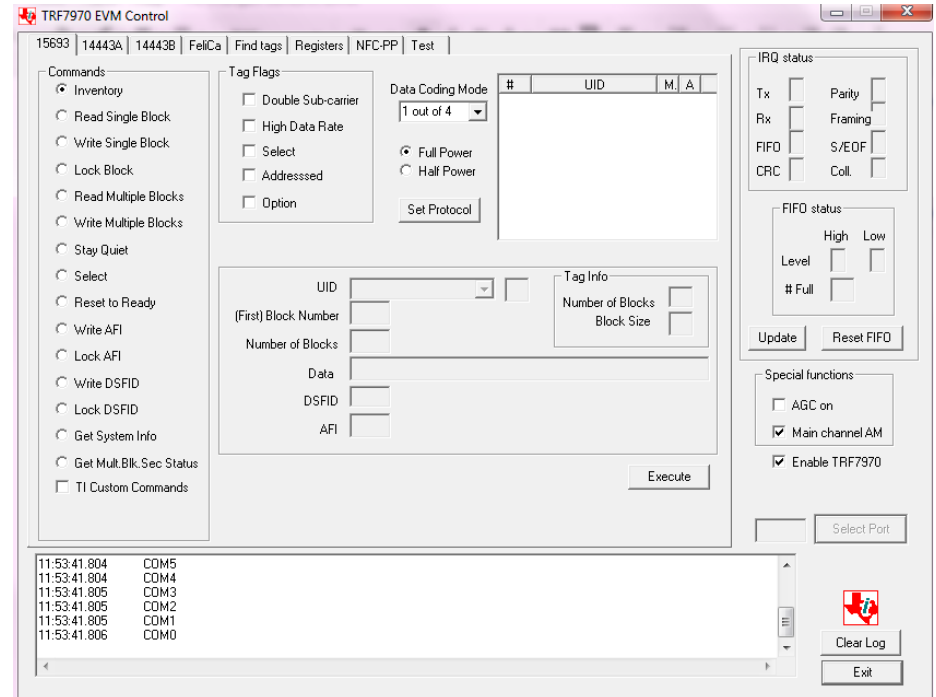 TRF7970 EVM Control
15693 14443A 14443B FeliCa Find tags Registers NFC-PP Test
Commands
Inventory
Read Single Block
Write Single Block
Lock Block
Read Multiple Blocks
Write Multiple Blocks
Stay Quiet
Select
Reset to Ready
Write AFI
Lock AFI
Write DSFID
Lock DSFID
Get System Info
Get Mult.Blk.Sec Status
TI Custom Commands
Tag Flags
Double Sub-carrier
High Data Rate
Select
Addresssed
Option
Data Coding Mode
1 out of 4
Full Power
Half Power
Set Protocol
# UID M. A
UID
(First) Block Number
Number of Blocks
Data
DSFID
AFI
Tag Info
Number of Blocks
Block Size
Execute
IRQ status
Tx Parity
Rx Framing
FIFO S/EOF
CRC Coll.
FIFO status
High Low
Level
# Full
Update Reset FIFO
Special functions
AGC on
Main channel AM
Enable TRF7970
Select Port
11:53:41.804 COM5
11:53:41.804 COM4
11:53:41.805 COM3
11:53:41.805 COM2
11:53:41.805 COM1
11:53:41.806 COM0
Clear Log
Exit